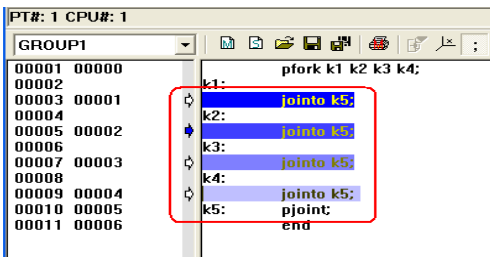 PT#: 1 CPU#: 1
GROUP1
00001 00000 pfork k1 k2 k3 k4;
00002 k1:
00003 00001 jointo k5;
00004 k2:
00005 00002 jointo k5;
00006 k3:
00007 00003 jointo k5;
00008 k4:
00009 00004 jointo k5;
00010 00005 k5: pjoint;
00011 00006 end